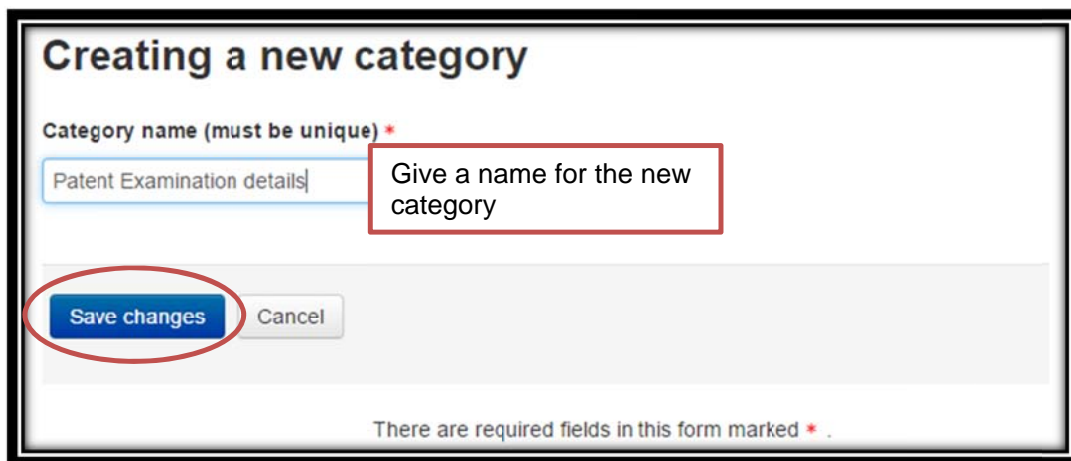 Creating a new category
Category name (must be unique) *
Patent Examination details
Give a name for the new
category
Save changes
Cancel
There are required fields in this form marked * .